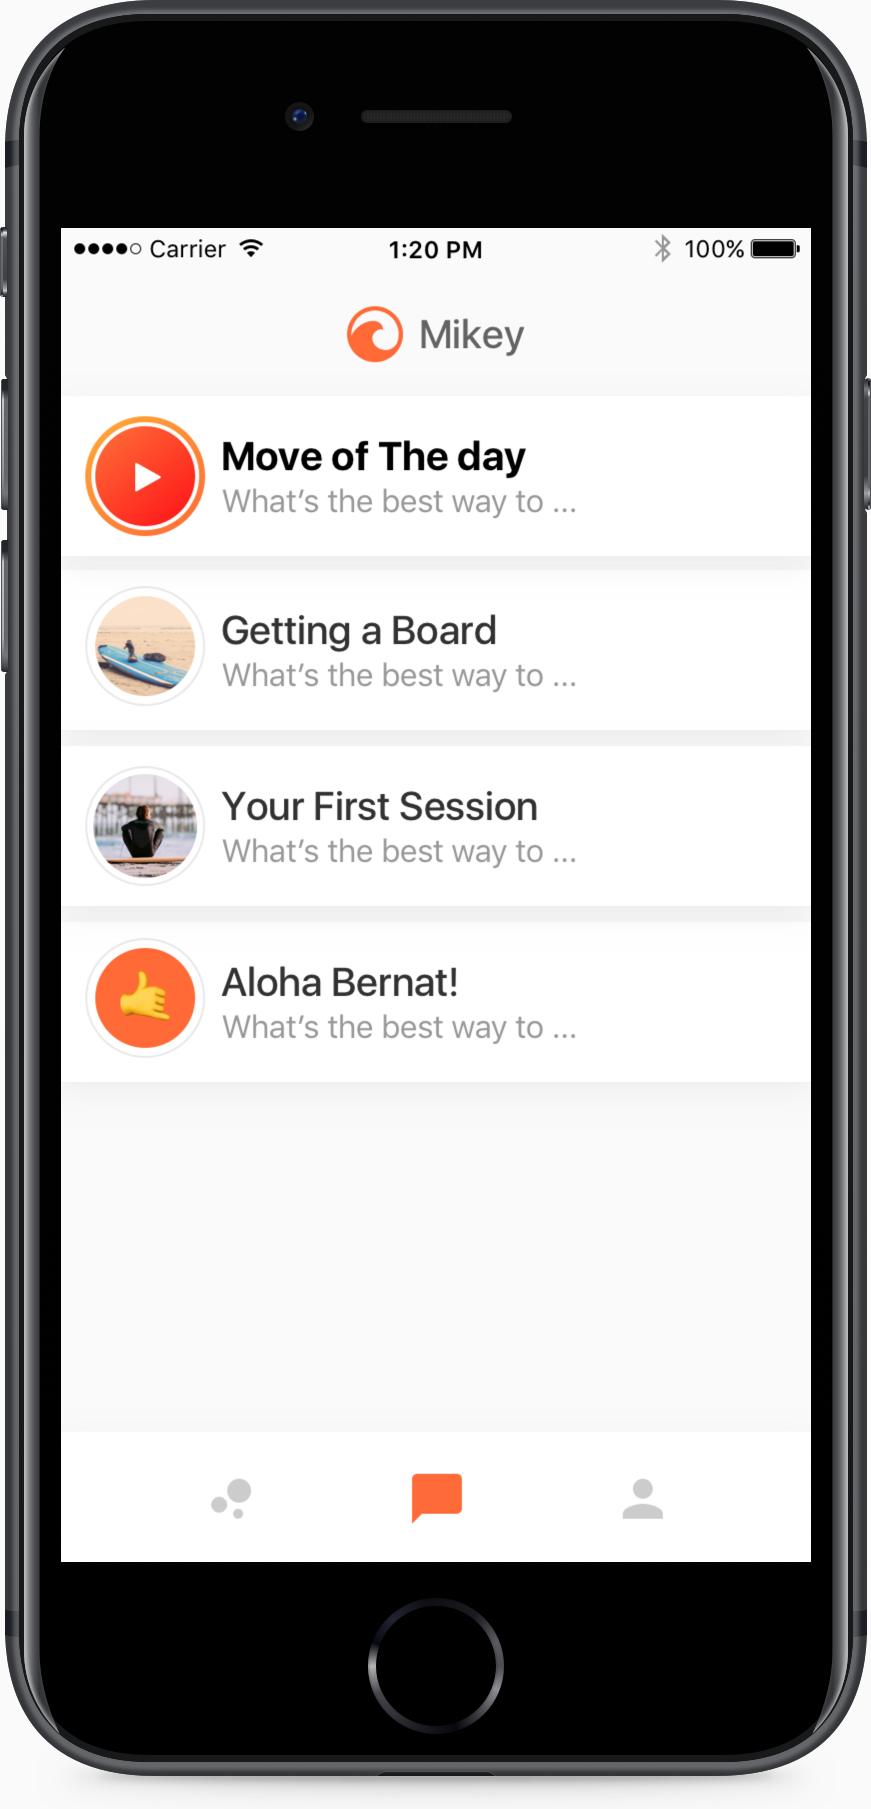 Carrier 1:20 PM 100%
Mikey
Move of The day
What’s the best way to ...
Getting a Board
What’s the best way to ...
Your First Session
What’s the best way to ...
Aloha Bernat!
What’s the best way to ...